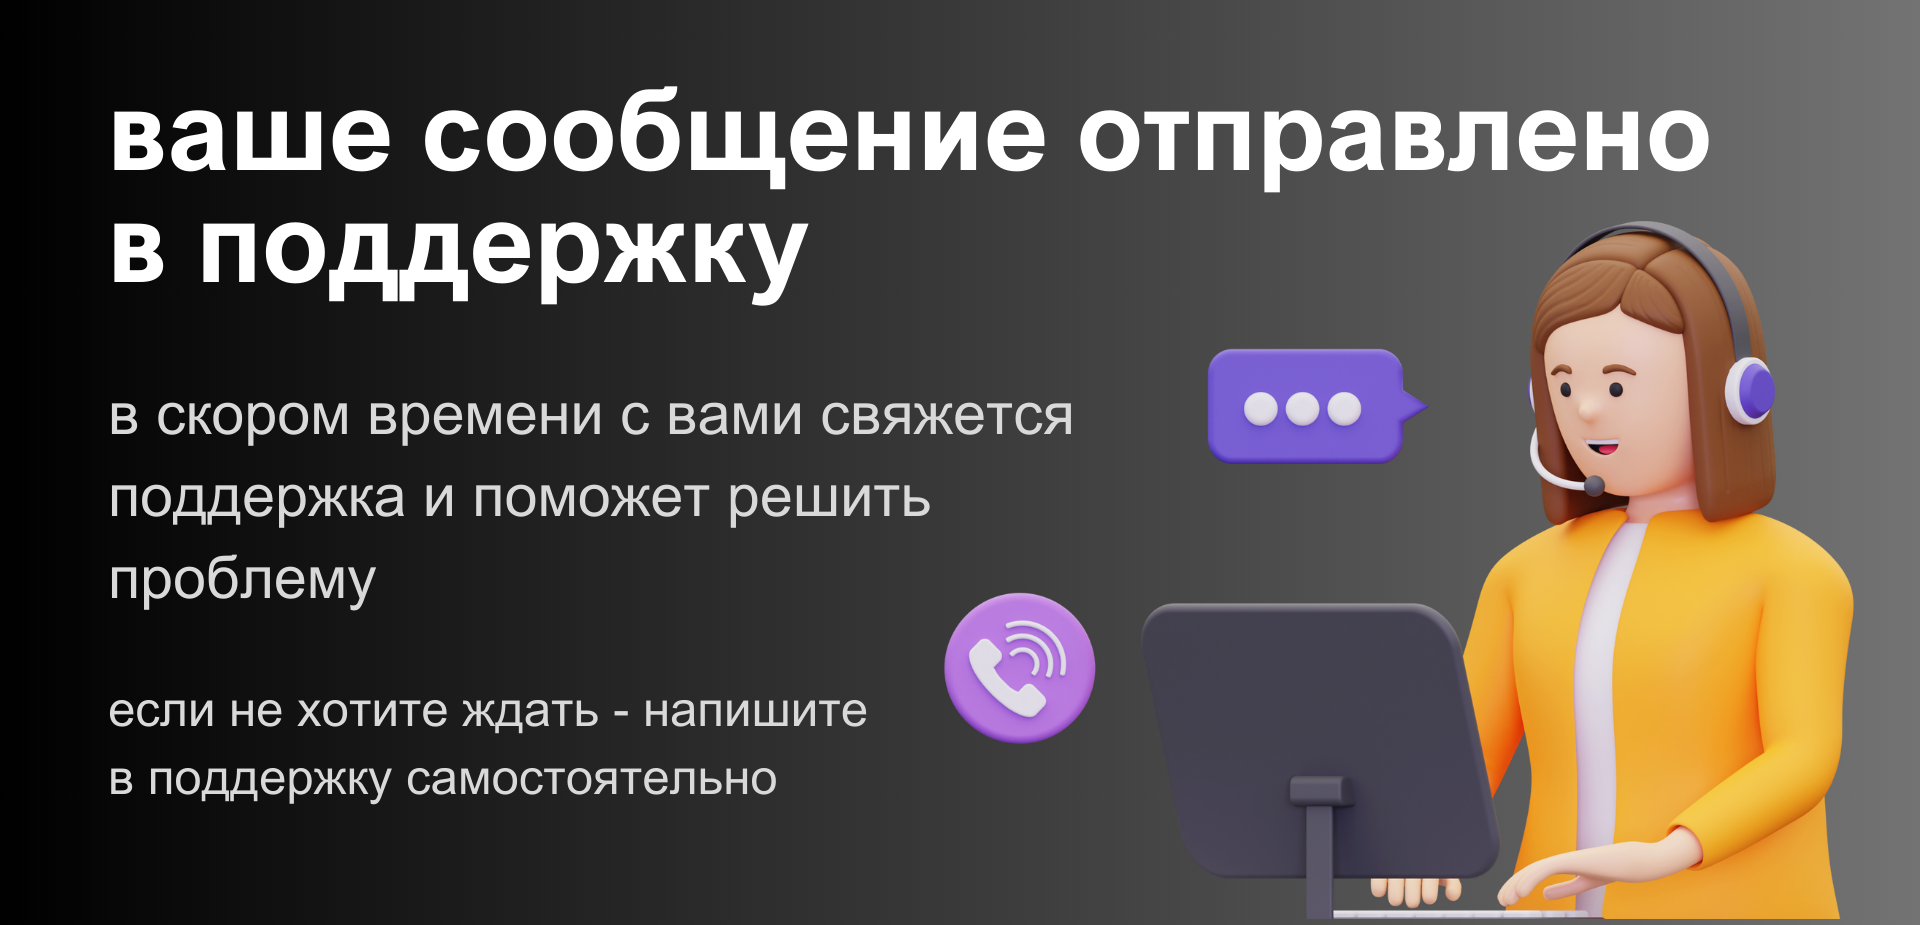 ваше сообщение отправлено
в поддержку
в скором времени с вами свяжется
поддержка и поможет решить
проблему
если не хотите ждать - напишите
в поддержку самостоятельно